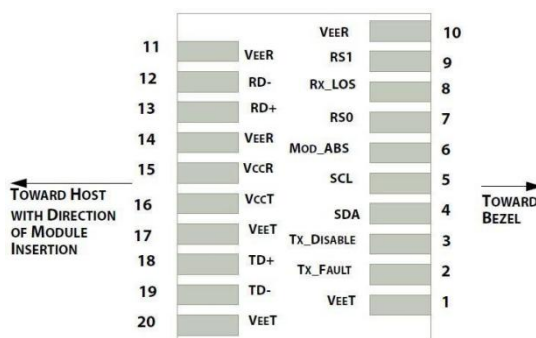 11 VEER
12 RD-
13 RD+
14 VEER
15 VCCR
16 VCCT
17 VEET
18 TD+
19 TD-
20 VEET
VEER 10
RS1 9
RX_LOS 8
RS0 7
MOD_ABS 6
SCL 5
SDA 4
TX_DISABLE 3
TX_FAULT 2
VEET 1
TOWARD HOST
WITH DIRECTION
OF MODULE
INSERTION
TOWARD
BEZEL